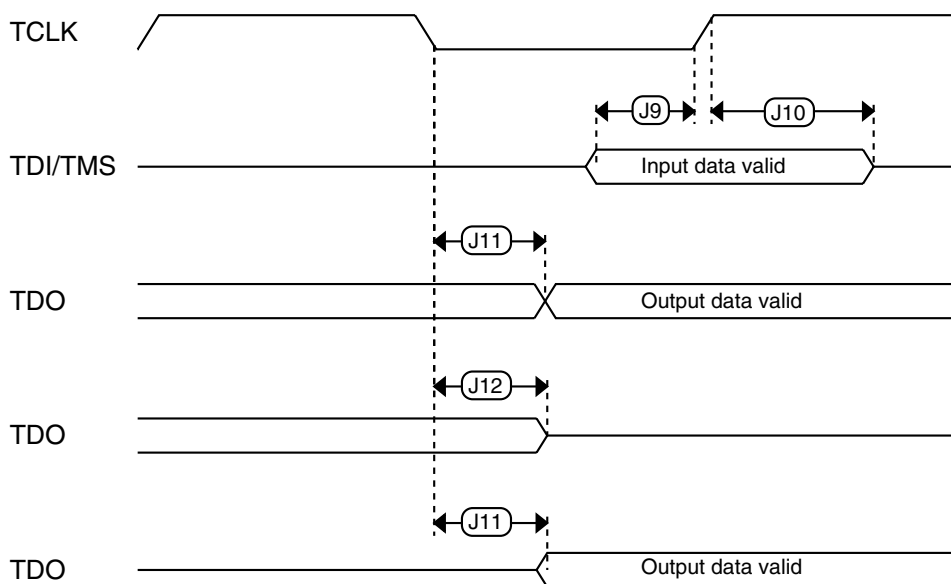 TCLK
J9
J10
TDI/TMS
Input data valid
J11
TDO
Output data valid
J12
TDO
J11
TDO
Output data valid